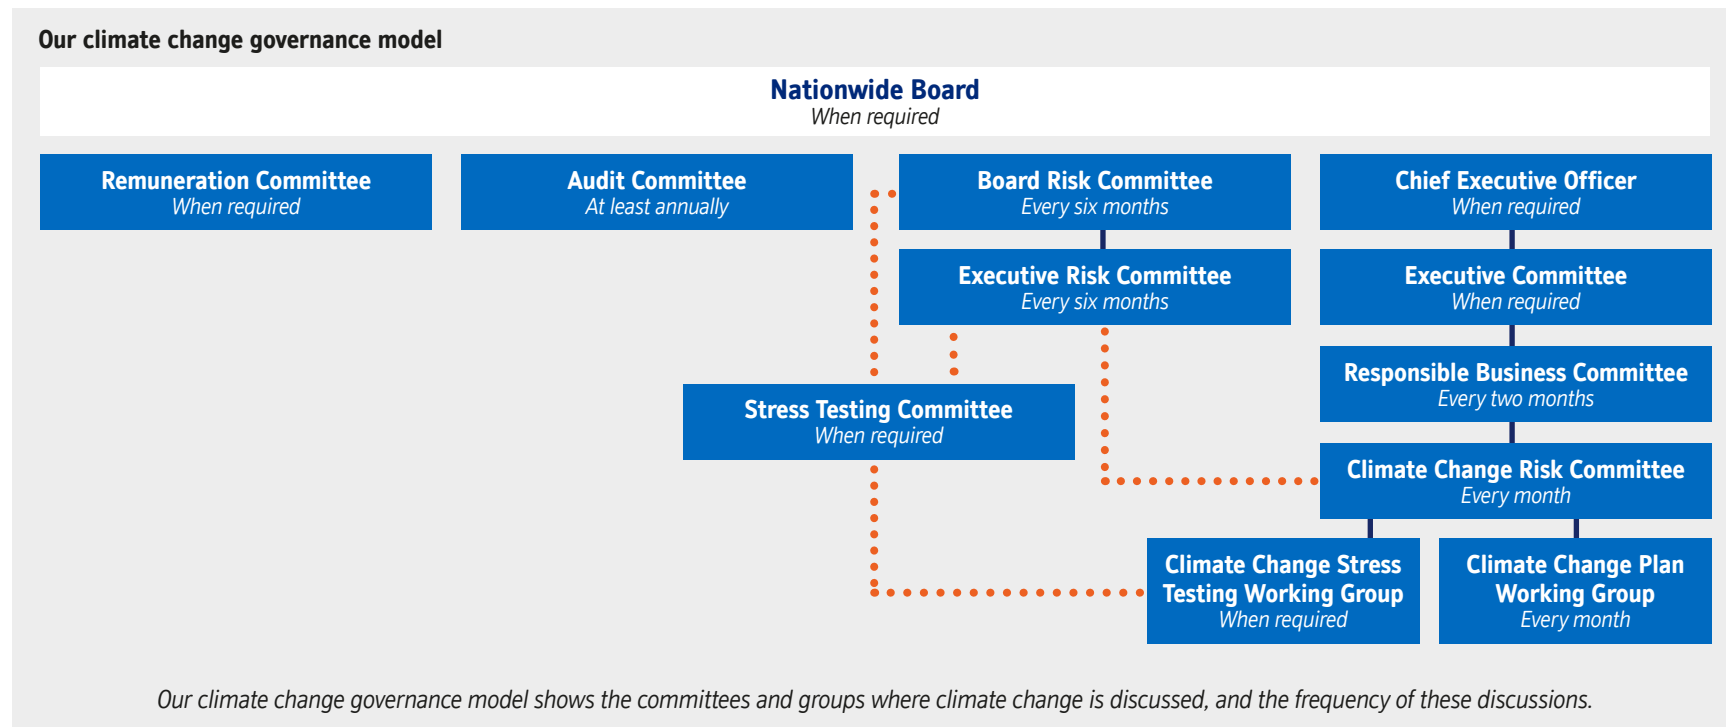 Our climate change governance model
Nationwide Board
When required
Remuneration Committee
When required
Audit Committee
At least annually
Board Risk Committee
Every six months
Chief Executive Officer
When required
Executive Risk Committee
Every six months
Executive Committee
When required
Responsible Business Committee
Every two months
Stress Testing Committee
When required
Climate Change Risk Committee
Every month
Climate Change Stress
Testing Working Group
When required
Climate Change Plan
Working Group
Every month
Our climate change governance model shows the committees and groups where climate change is discussed, and the frequency of these discussions.